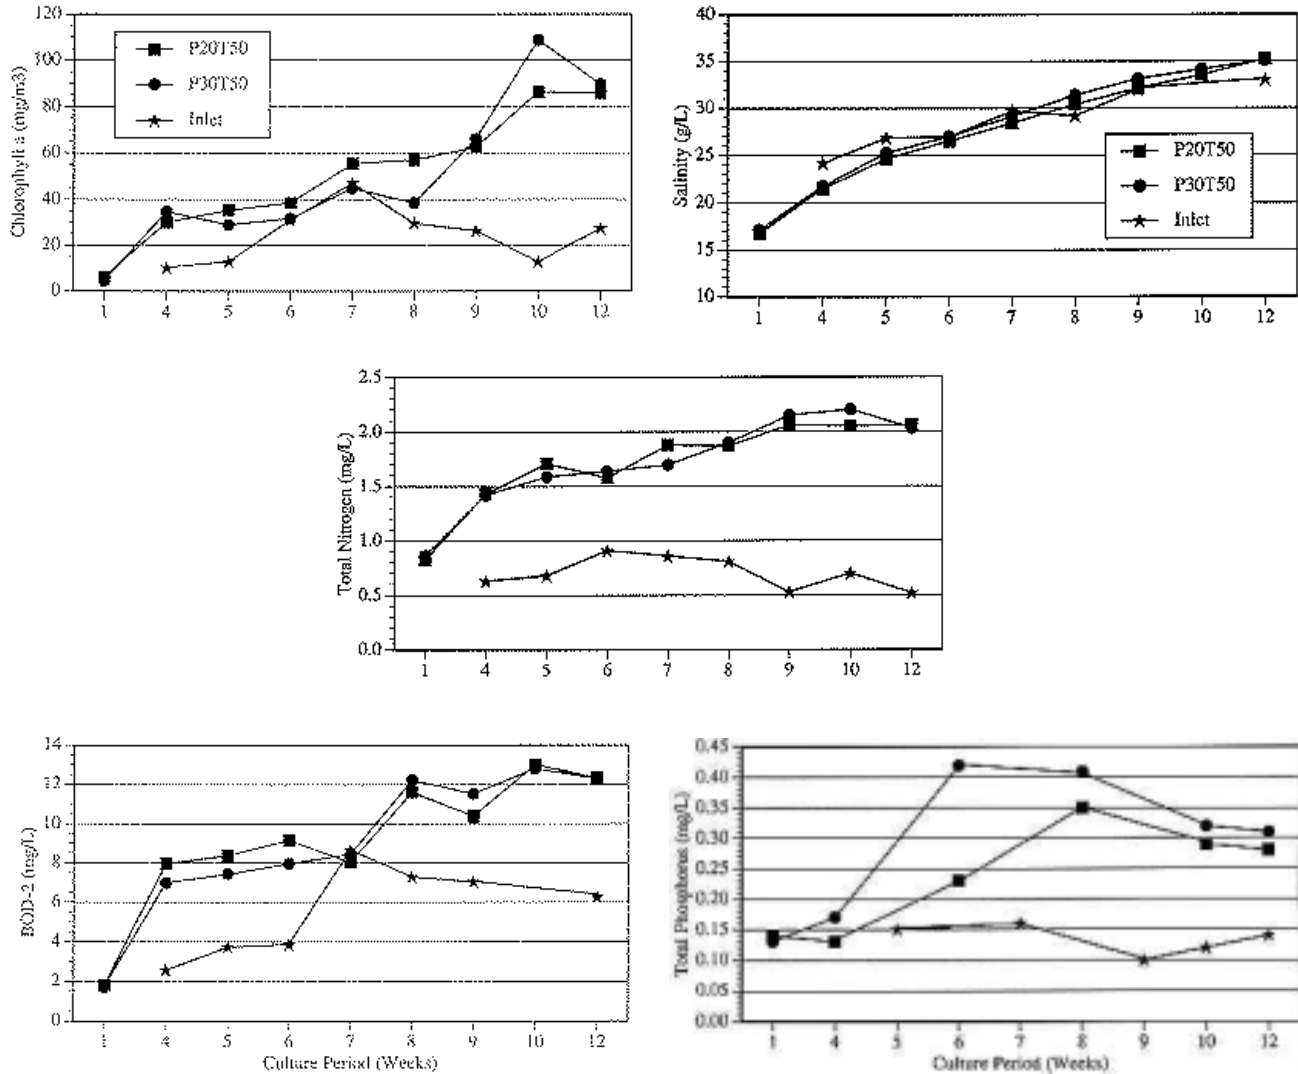 Chlorophyll a (mg/m3)
120
100
80
60
40
20
0
P20T50
P30T50
Inlet
1 4 5 6 7 8 9 10 12
Salinity (g/L)
40
35
30
25
20
15
10
P20T50
P30T50
Inlet
1 4 5 6 7 8 9 10 12
Total Nitrogen (mg/L)
2.5
2.0
1.5
1.0
0.5
0.0
1 4 5 6 7 8 9 10 12
BOD-2 (mg/L)
14
12
10
8
6
4
2
0
1 4 5 6 7 8 9 10 12
Culture Period (Weeks)
Total Phosphorus (mg/L)
0.45
0.40
0.35
0.30
0.25
0.20
0.15
0.10
0.05
0.00
1 4 5 6 7 8 9 10 12
Culture Period (Weeks)